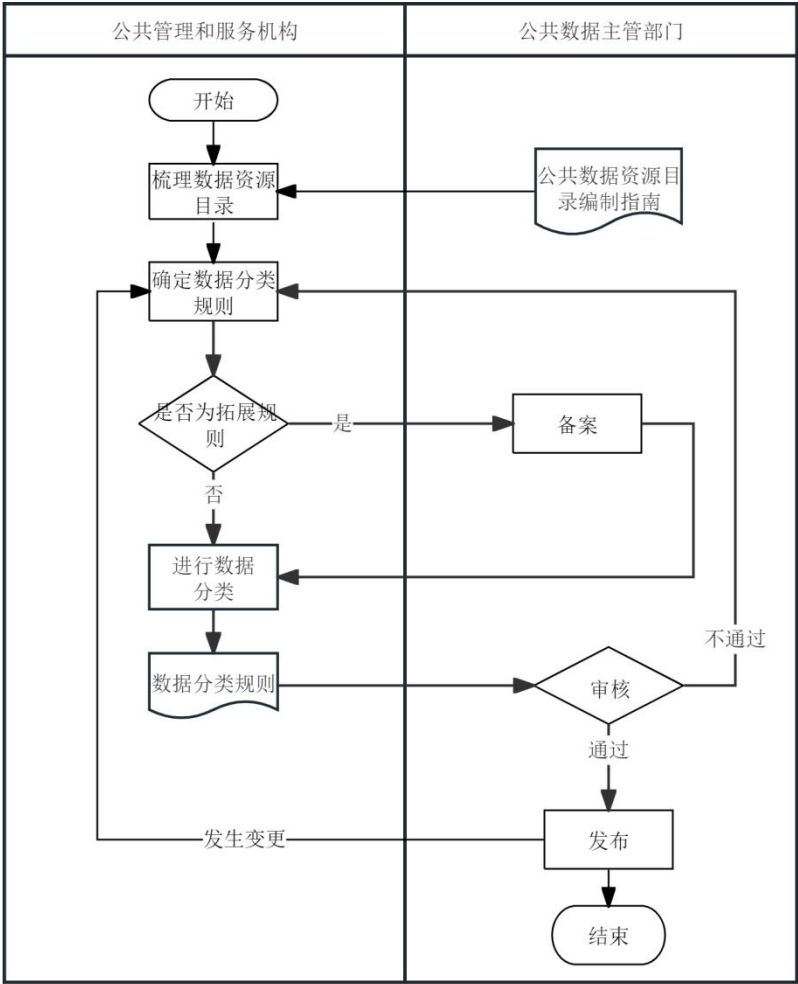 公共管理和服务机构
公共数据主管部门
开始
梳理数据资源
目录
公共数据资源目
录编制指南
确定数据分类
规则
是否为拓展规
则
是
备案
否
进行数据
分类
不通过
数据分类规则
审核
通过
发生变更
发布
结束